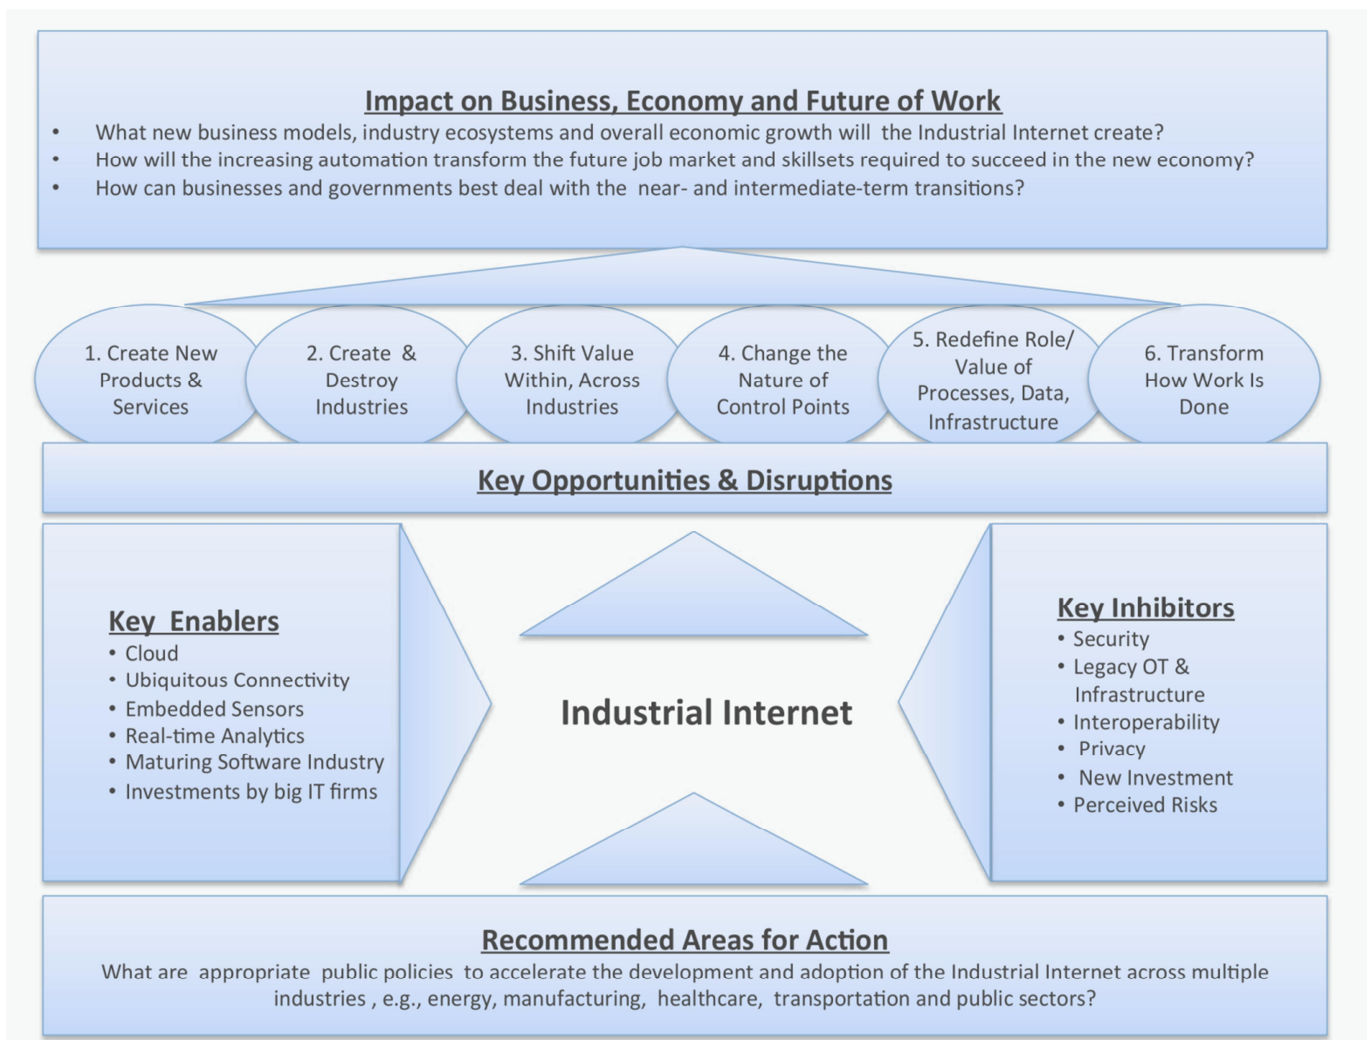 Impact on Business, Economy and Future of Work
• What new business models, industry ecosystems and overall economic growth will the Industrial Internet create?
• How will the increasing automation transform the future job market and skillsets required to succeed in the new economy?
• How can businesses and governments best deal with the near- and intermediate-term transitions?
1. Create New
Products &
Services
2. Create &
Destroy
Industries
3. Shift Value
Within, Across
Industries
4. Change the
Nature of
Control Points
5. Redefine Role/
Value of
Processes, Data,
Infrastructure
6. Transform
How Work Is
Done
Key Opportunities & Disruptions
Key Enablers
• Cloud
• Ubiquitous Connectivity
• Embedded Sensors
• Real-time Analytics
• Maturing Software Industry
• Investments by big IT firms
Industrial Internet
Key Inhibitors
• Security
• Legacy OT &
Infrastructure
• Interoperability
• Privacy
• New Investment
• Perceived Risks
Recommended Areas for Action
What are appropriate public policies to accelerate the development and adoption of the Industrial Internet across multiple
industries , e.g., energy, manufacturing, healthcare, transportation and public sectors?